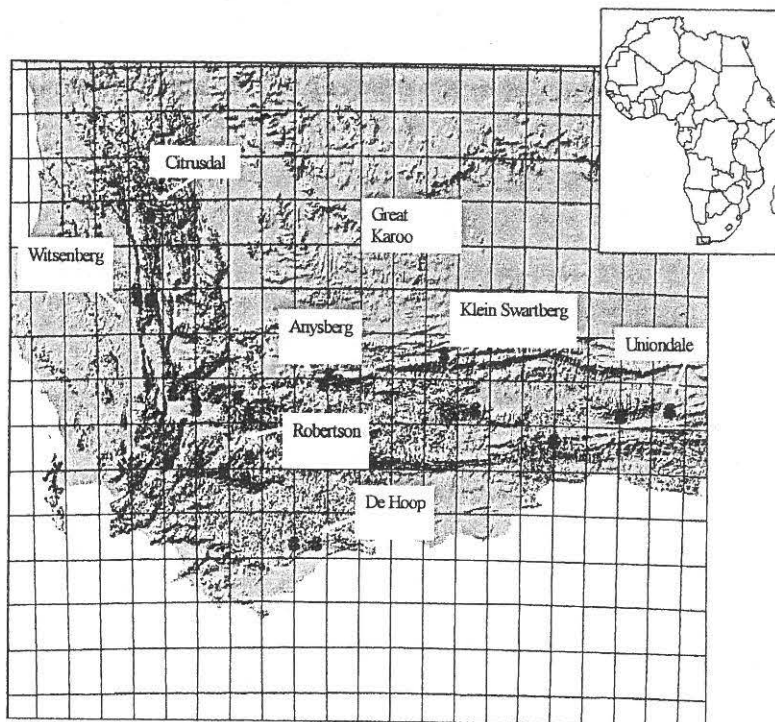 Citrusdal
Great
Karoo
Witsenberg
Klein Swartberg
Anysberg
Uniondale
Robertson
De Hoop